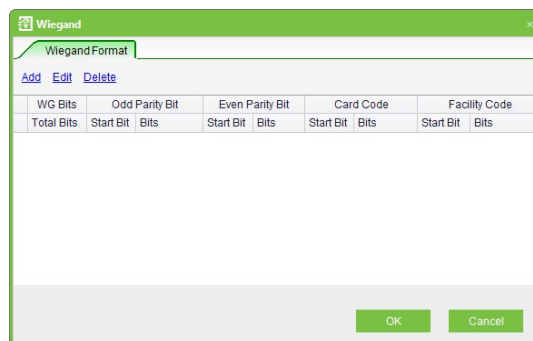 Wiegand
Wiegand Format
Add Edit Delete
WG Bits Odd Parity Bit Even Parity Bit Card Code Facility Code
Total Bits Start Bit Bits Start Bit Bits Start Bit Bits Start Bit Bits
OK Cancel